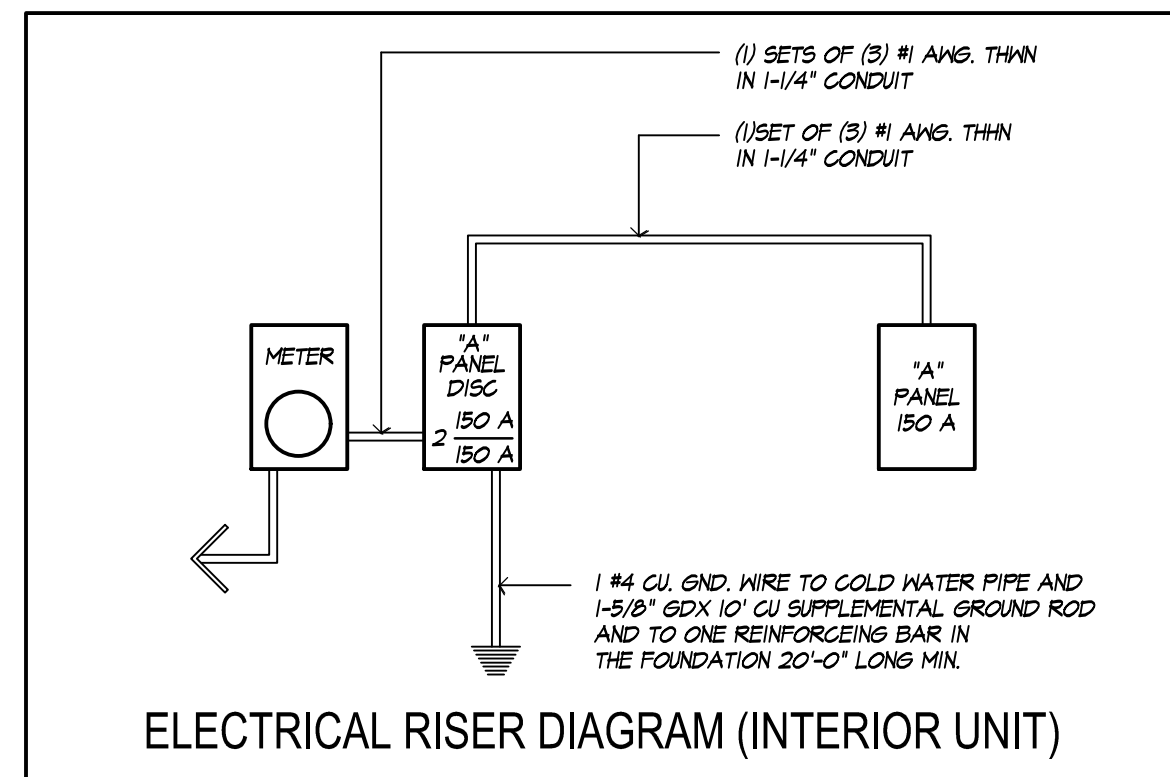 (1) SETS OF (3) #1 AWG. THWN
IN 1-1/4" CONDUIT
(1)SET OF (3) #1 AWG. THHN
IN 1-1/4" CONDUIT
METER
"A"
PANEL
DISC
2 150 A
150 A
"A"
PANEL
150 A
1 #4 CU. GND. WIRE TO COLD WATER PIPE AND
1-5/8" GDX 10' CU SUPPLEMENTAL GROUND ROD
AND TO ONE REINFORCEING BAR IN
THE FOUNDATION 20'-0" LONG MIN.
ELECTRICAL RISER DIAGRAM (INTERIOR UNIT)